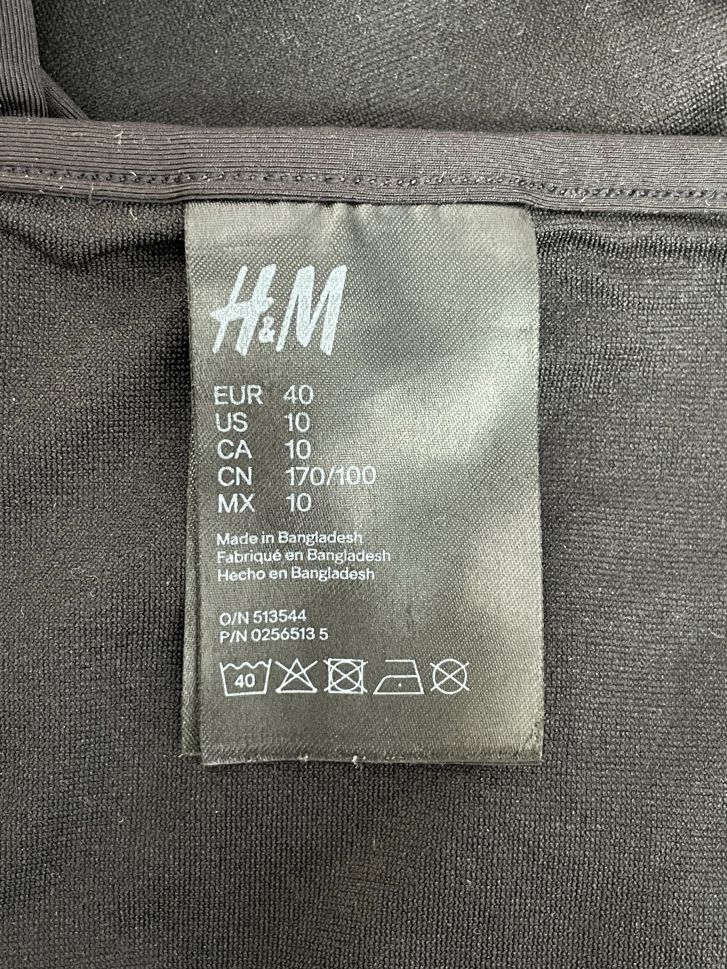 H&M
EUR 40
US 10
CA 10
CN 170/100
MX 10
Made in Bangladesh
Fabriqué en Bangladesh
Hecho en Bangladesh
O/N 513544
P/N 0256513 5
40